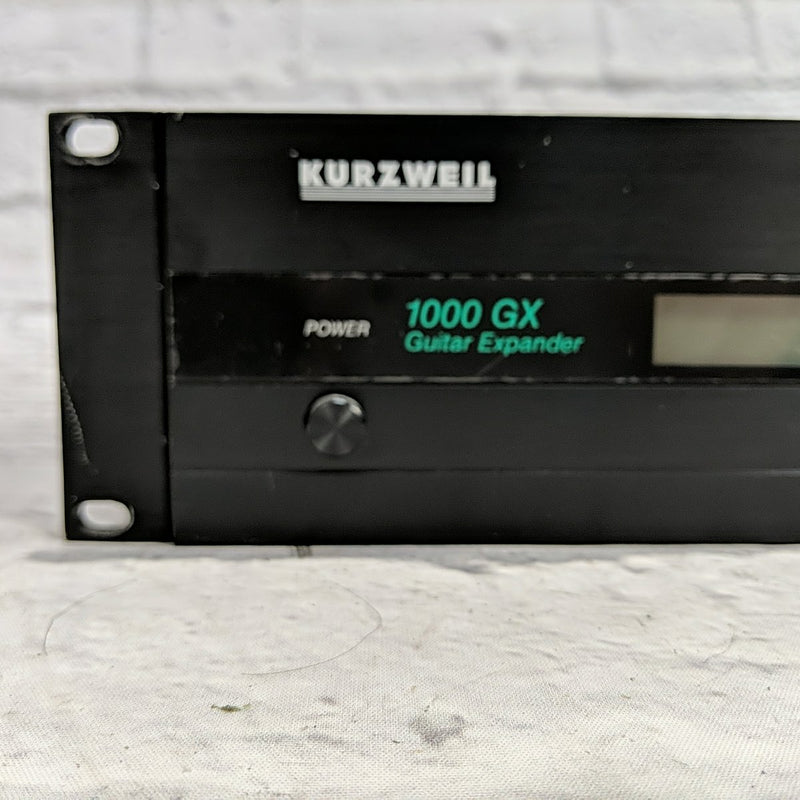 KURZWEIL
POWER
1000 GX
Guitar Expander